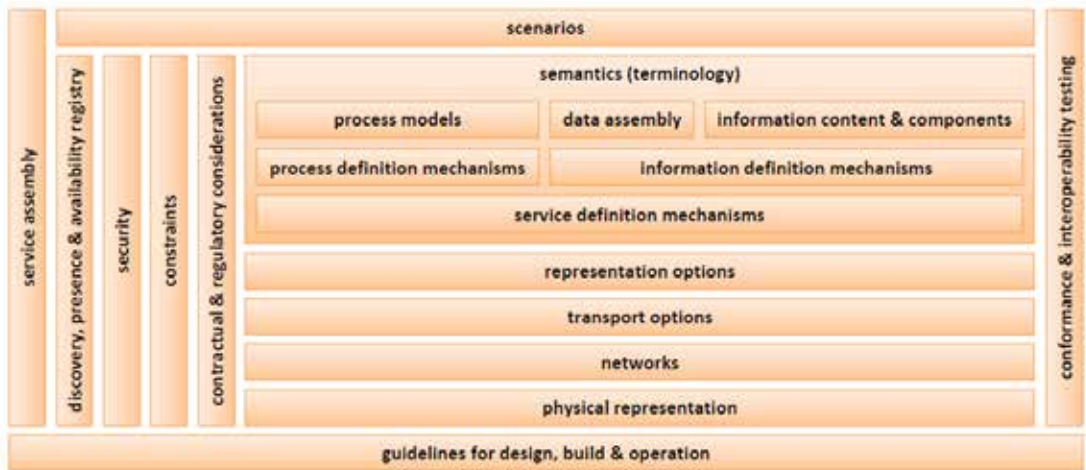 scenarios
service assembly
discovery, presence & availability registry
security
constraints
contractual & regulatory considerations
semantics (terminology)
process models
data assembly
information content & components
process definition mechanisms
information definition mechanisms
service definition mechanisms
representation options
transport options
networks
physical representation
conformance & interoperability testing
guidelines for design, build & operation